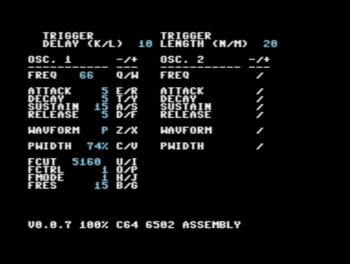 TRIGGER TRIGGER
DELAY (K/L) 10 LENGTH (N/M) 20
OSC. 1 -/+ OSC. 2 -/+
FREQ 66 Q/W FREQ /
ATTACK 5 E/R ATTACK /
DECAY 5 T/Y DECAY /
SUSTAIN 15 A/S SUSTAIN /
RELEASE 5 D/F RELEASE /
WAVFORM P Z/X WAVFORM /
PWIDTH 74% C/V PWIDTH /
FCUT 5160 U/I
FCTRL 1 O/P
FMODE 1 H/J
FRES 15 B/G
V0.0.7 100% C64 6502 ASSEMBLY